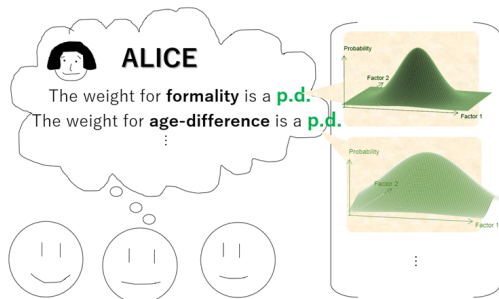 ALICE
The weight for formality is a p.d.
The weight for age-difference is a p.d.
⋮
Probability
Factor 2
Factor 1
Probability
Factor 2
Factor 1
⋮